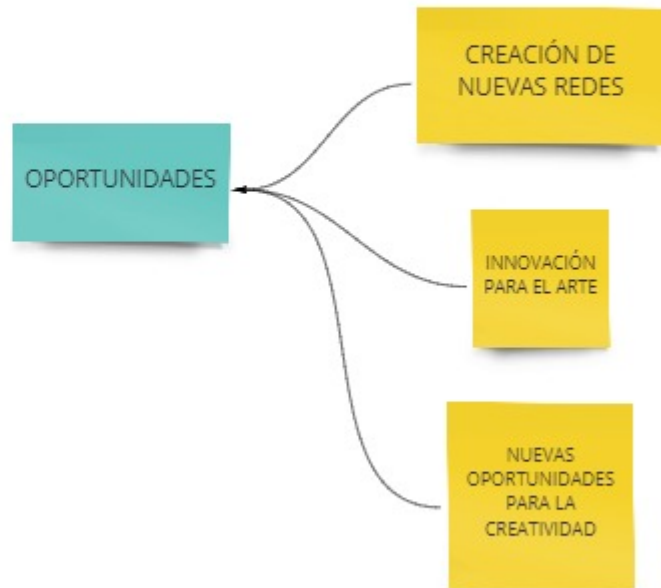 OPORTUNIDADES
CREACIÓN DE
NUEVAS REDES
INNOVACIÓN
PARA EL ARTE
NUEVAS
OPORTUNIDADES
PARA LA
CREATIVIDAD